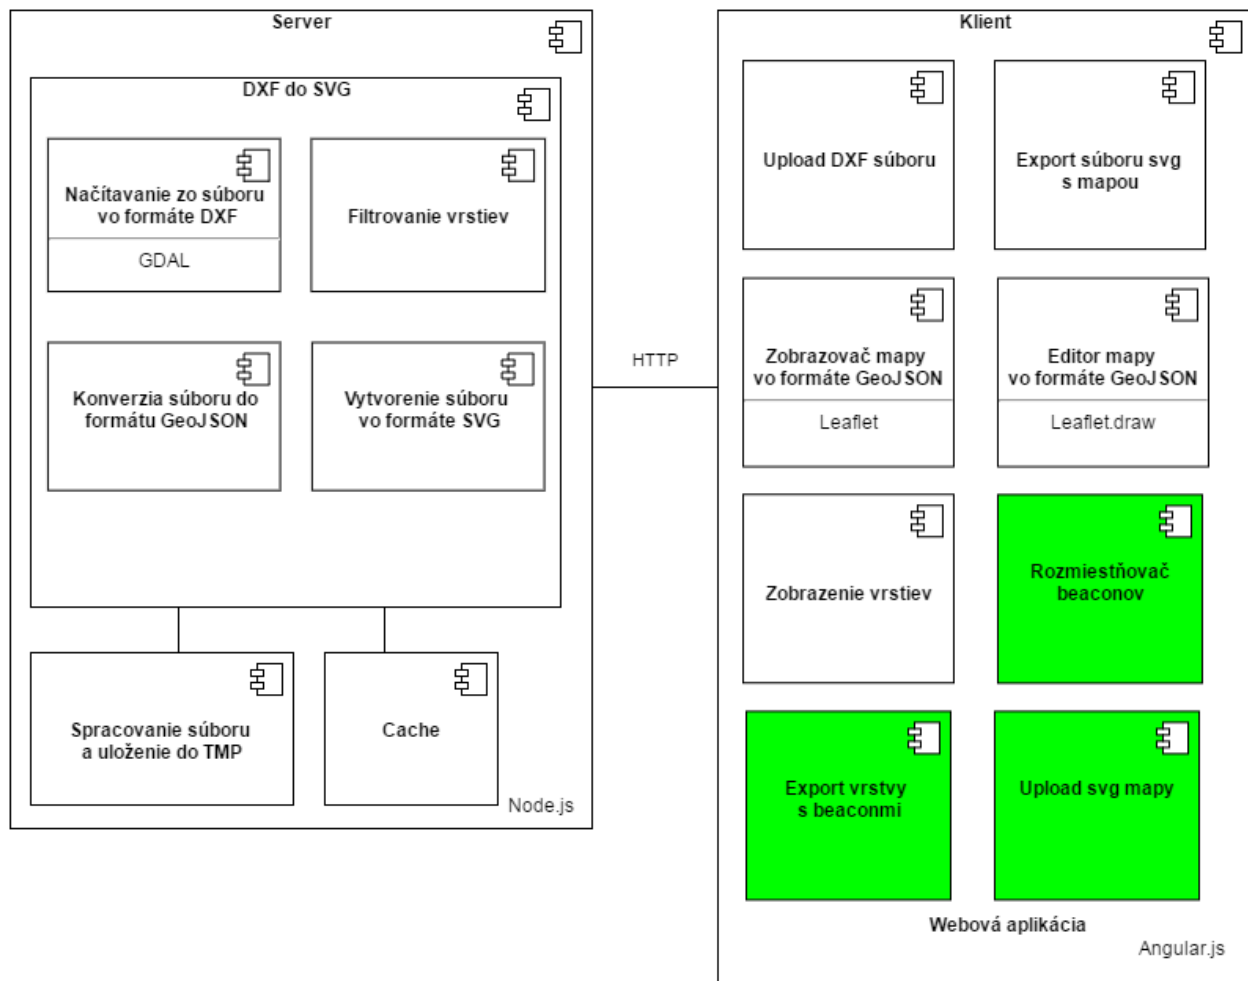 Server
DXF do SVG
Načítavanie zo súboru
vo formáte DXF
GDAL
Filtrovanie vrstiev
Konverzia súboru do
formátu GeoJSON
Vytvorenie súboru
vo formáte SVG
Spracovanie súboru
a uloženie do TMP
Cache
Node.js
HTTP
Klient
Upload DXF súboru
Export súboru svg
s mapou
Zobrazovač mapy
vo formáte GeoJSON
Leaflet
Editor mapy
vo formáte GeoJSON
Leaflet.draw
Zobrazenie vrstiev
Rozmiestňovač
beaconov
Export vrstvy
s beaconmi
Upload svg mapy
Webová aplikácia
Angular.js